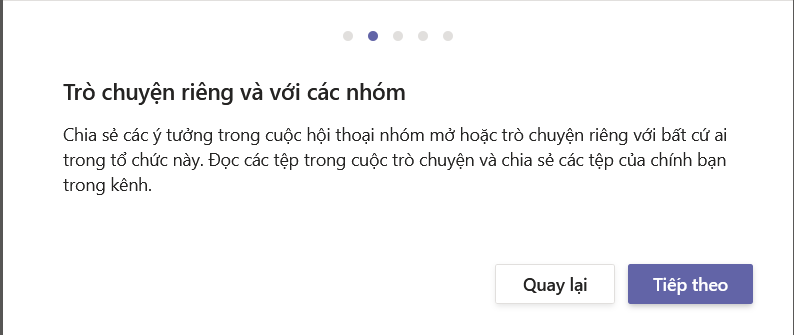 Trò chuyện riêng và với các nhóm
Chia sẻ các ý tưởng trong cuộc hội thoại nhóm mở hoặc trò chuyện riêng với bất cứ ai
trong tổ chức này. Đọc các tệp trong cuộc trò chuyện và chia sẻ các tệp của chính bạn
trong kênh.
Quay lại
Tiếp theo